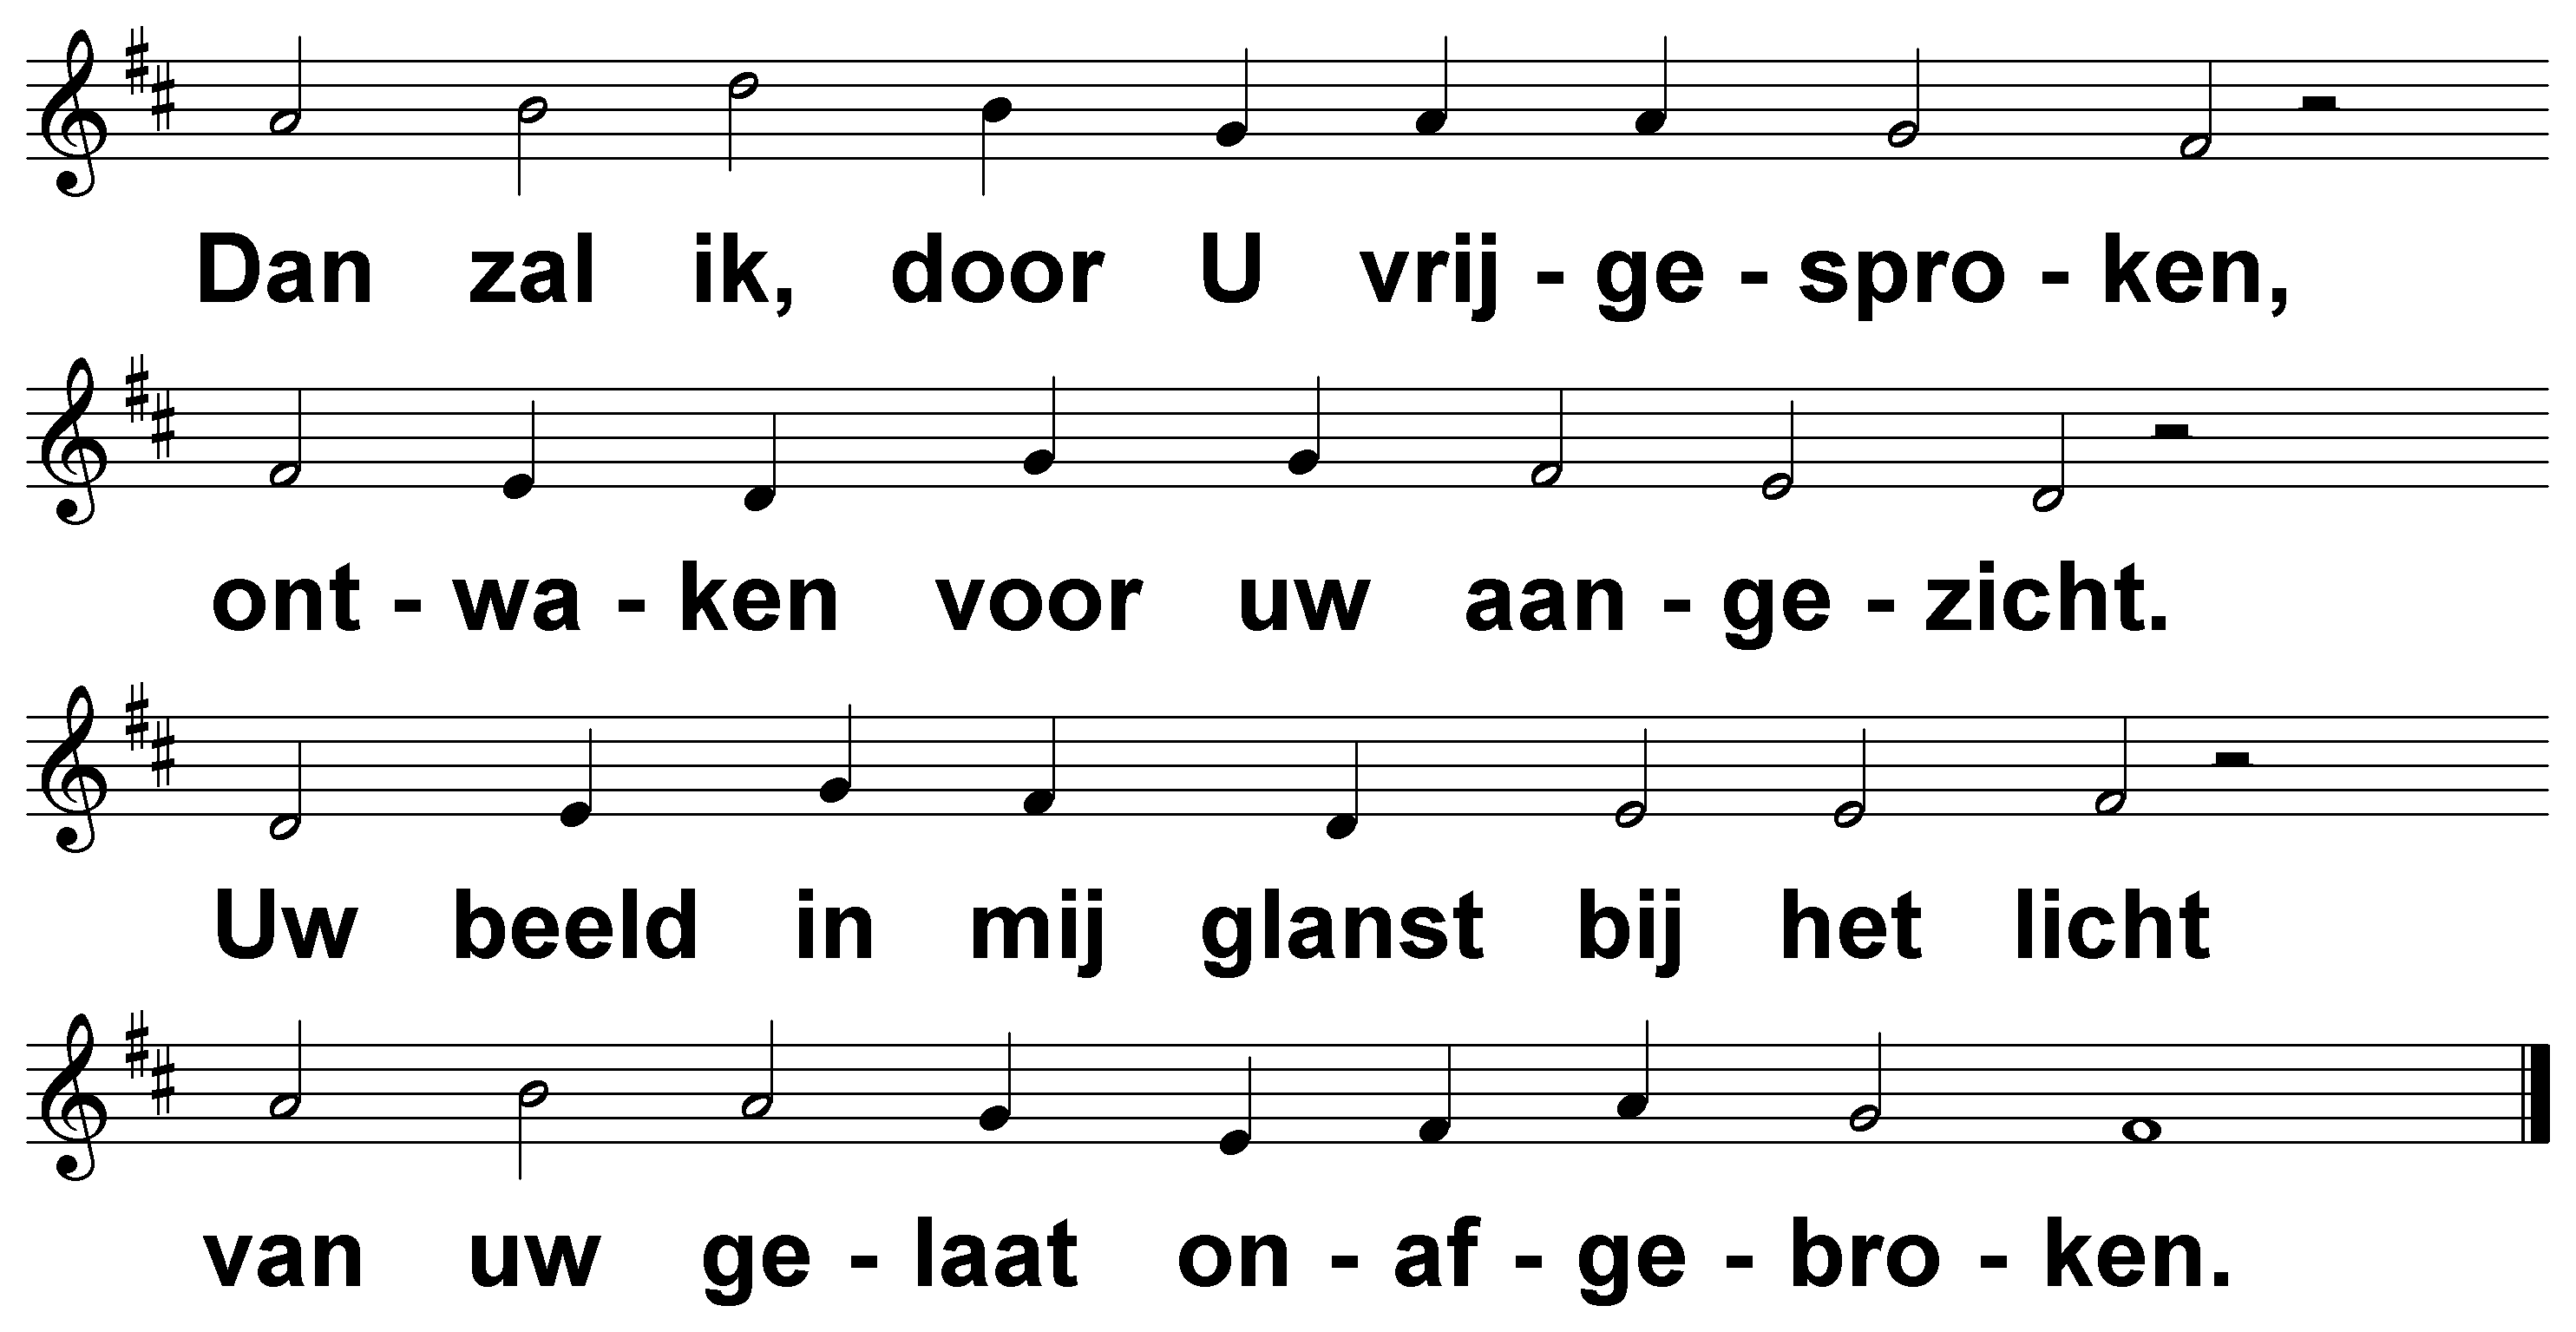 Dan zal ik, door U vrij - ge - spro - ken,
ont - wa - ken voor uw aan - ge - zicht.
Uw beeld in mij glanst bij het licht
van uw ge - laat on - af - ge - bro - ken.